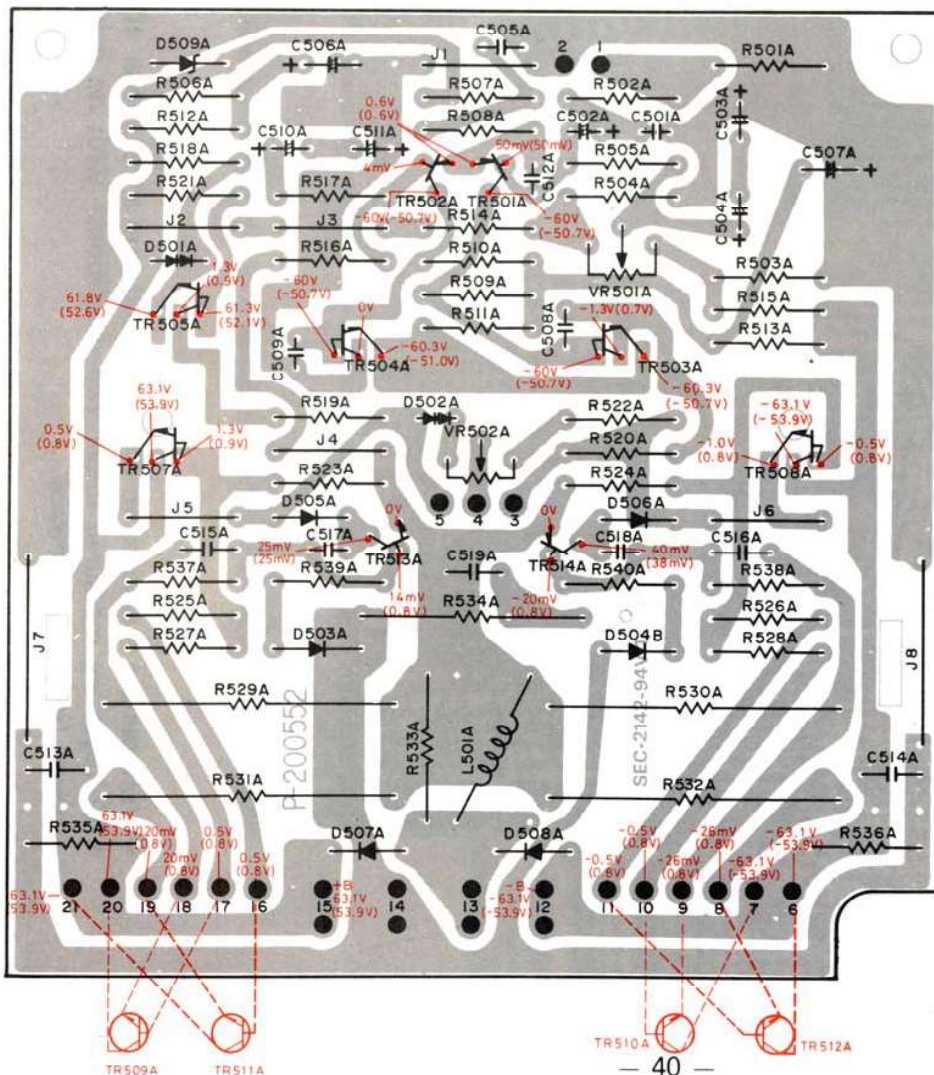 C505A
D509A C506A J1 2 1 R501A
R506A R507A R502A
0.6V
(0.6V)
C503A
R512A R508A C502A C501A
C510A C511A 50mV(50mV)
R518A 4mV C512A R505A C507A
R521A R517A TR502A TR501A R504A C504A
-60V(-50.7V) -60V
(-50.7V)
J2 J3 R514A
D501A R516A R510A R503A
1.3V
(0.9V)
-60V
(-50.7V)
0V
R509A VR501A
61.8V
(52.6V)
61.3V
(52.1V)
-1.3V(0.7V) R515A
TR505A C509A R511A C508A R513A
TR504A TR503A
-60.3V
(-51.0V)
-60V
(-50.7V)
-60.3V
(-50.7V)
63.1V
(53.9V)
R519A D502A R522A -63.1V
(-53.9V)
0.5V
(0.8V)
1.3V
(0.9V)
J4 VR502A R520A -1.0V
(0.8V)
-0.5V
(0.8V)
TR507A R523A R524A TR508A
J5 D505A 5 4 3 D506A J6
0V 0V
C515A C517A C518A C516A
25mV
(25mV)
TR513A C519A TR514A 40mV
(38mV)
R537A R539A R540A R538A
14mV
(0.8V)
-20mV
(0.8V)
R525A R534A R526A
R527A D503A D504B R528A
J7 J8
R529A R530A
P-200552 R533A L501A SEC-2142-94V
C513A C514A
R531A R532A
R535A D507A D508A R536A
63.1V
(53.9V)
20mV
(0.8V)
20mV
(0.8V)
0.5V
(0.8V)
0.5V
(0.8V)
-0.5V
(0.8V)
-0.5V
(0.8V)
-26mV
(0.8V)
-26mV
(0.8V)
-63.1V
(-53.9V)
-63.1V
(-53.9V)
63.1V
(53.9V)
+B
63.1V
(53.9V)
-B
-63.1V
(-53.9V)
21 20 19 18 17 16 15 14 13 12 11 10 9 8 7 6
TR509A TR511A TR510A TR512A
— 40 —